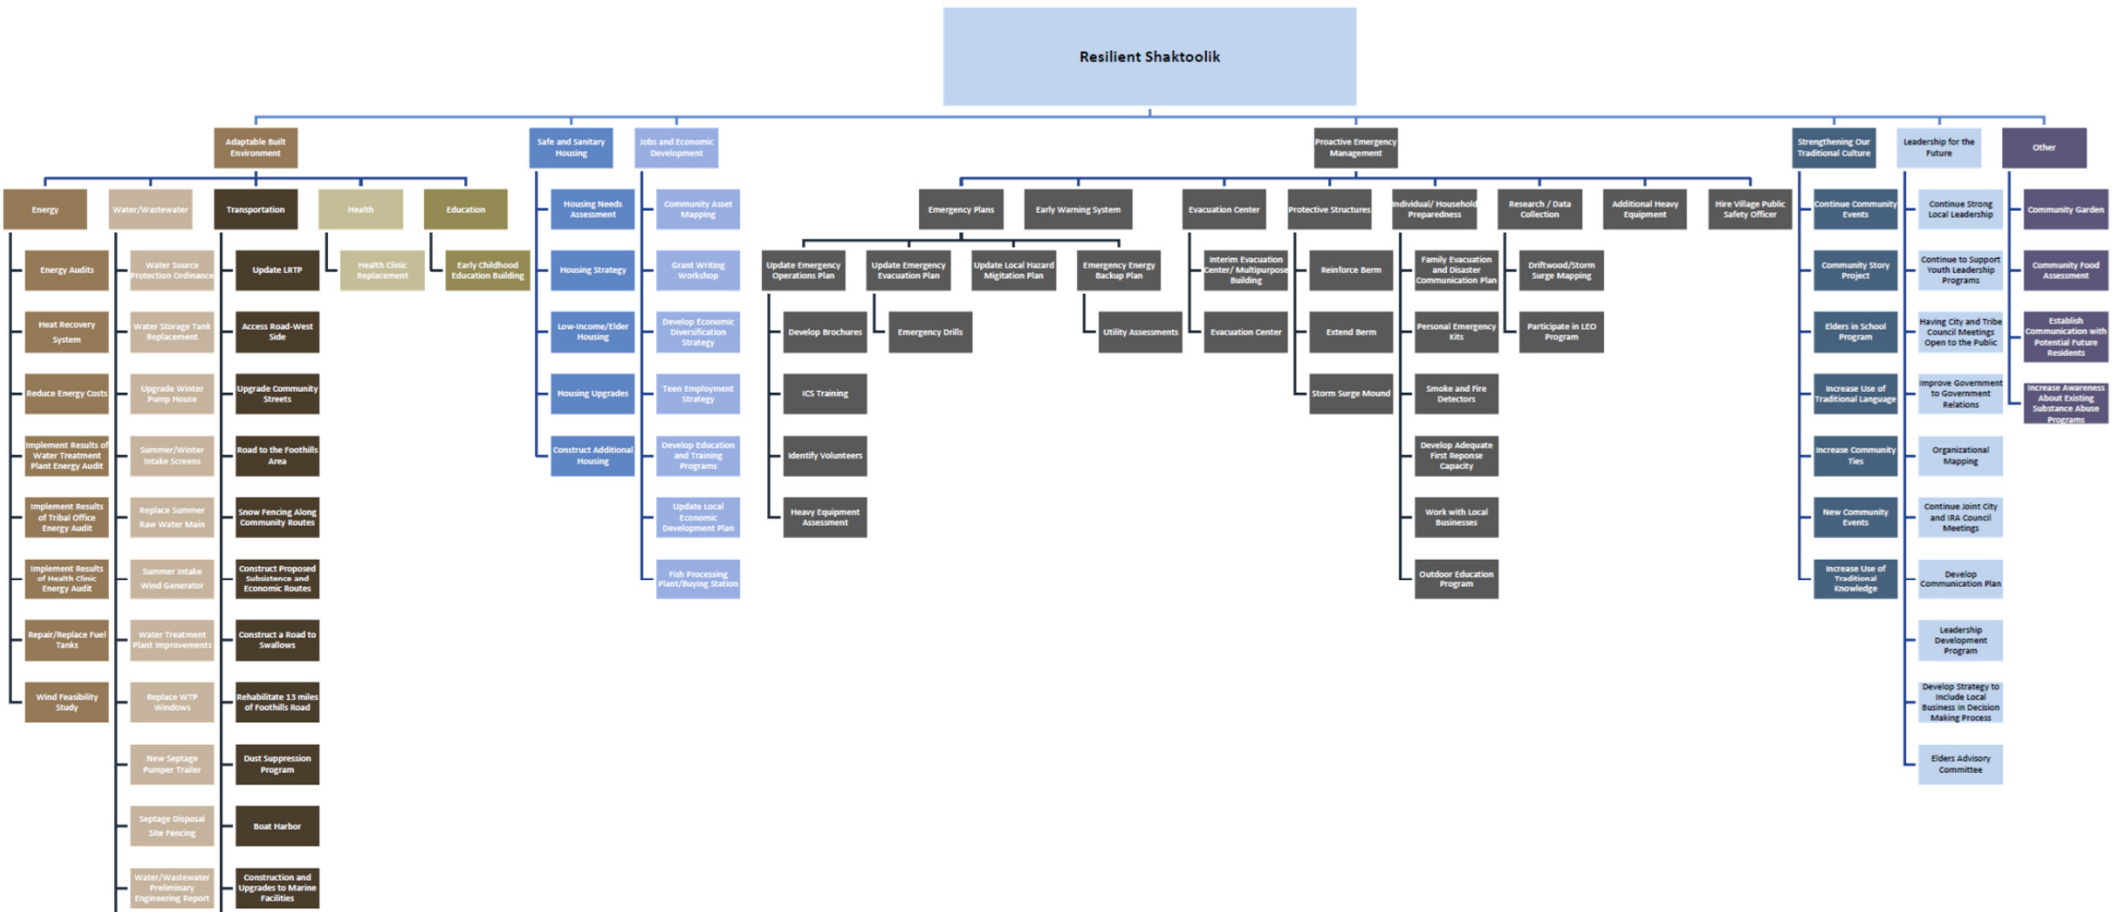 Resilient Shaktoolik
Adaptable Built
Environment
Safe and Sanitary
Housing
Jobs and Economic
Development
Proactive Emergency
Management
Strengthening Our
Traditional Culture
Leadership for the
Future
Other
Energy
Water/Wastewater
Transportation
Health
Education
Energy Audits
Heat Recovery
System
Reduce Energy Costs
Implement Results of
Water Treatment
Plant Energy Audit
Implement Results
of Tribal Office
Energy Audit
Implement Results
of Health Clinic
Energy Audit
Repair/Replace Fuel
Tanks
Wind Feasibility
Study
Water Source
Protection Ordinance
Water Storage Tank
Replacement
Upgrade Winter
Pump House
Summer/Winter
Intake Screens
Replace Summer
Raw Water Main
Summer Intake
Wind Generator
Water Treatment
Plant Improvements
Replace WTP
Windows
New Septage
Pumper Trailer
Septage Disposal
Site Fencing
Water/Wastewater
Preliminary
Engineering Report
Update LRTP
Access Road-West
Side
Upgrade Community
Streets
Road to the Foothills
Area
Snow Fencing Along
Community Routes
Construct Proposed
Subsistence and
Economic Routes
Construct a Road to
Swallows
Rehabilitate 13 miles
of Foothills Road
Dust Suppression
Program
Boat Harbor
Construction and
Upgrades to Marine
Facilities
Health Clinic
Replacement
Early Childhood
Education Building
Housing Needs
Assessment
Housing Strategy
Low-Income/Elder
Housing
Housing Upgrades
Construct Additional
Housing
Community Asset
Mapping
Grant Writing
Workshop
Develop Economic
Diversification
Strategy
Teen Employment
Strategy
Develop Education
and Training
Programs
Update Local
Economic
Development Plan
Fish Processing
Plant/Buying Station
Emergency Plans
Early Warning System
Evacuation Center
Protective Structures
Individual/ Household
Preparedness
Research / Data
Collection
Additional Heavy
Equipment
Hire Village Public
Safety Officer
Update Emergency
Operations Plan
Update Emergency
Evacuation Plan
Update Local Hazard
Migitation Plan
Emergency Energy
Backup Plan
Develop Brochures
ICS Training
Identify Volunteers
Heavy Equipment
Assessment
Emergency Drills
Utility Assessments
Interim Evacuation
Center/ Multipurpose
Building
Evacuation Center
Reinforce Berm
Extend Berm
Storm Surge Mound
Family Evacuation
and Disaster
Communication Plan
Personal Emergency
Kits
Smoke and Fire
Detectors
Develop Adequate
First Reponse
Capacity
Work with Local
Businesses
Outdoor Education
Program
Driftwood/Storm
Surge Mapping
Participate in LEO
Program
Continue Community
Events
Community Story
Project
Elders in School
Program
Increase Use of
Traditional Language
Increase Community
Ties
New Community
Events
Increase Use of
Traditional
Knowledge
Continue Strong
Local Leadership
Continue to Support
Youth Leadership
Programs
Having City and Tribe
Council Meetings
Open to the Public
Improve Government
to Government
Relations
Organizational
Mapping
Continue Joint City
and IRA Council
Meetings
Develop
Communication Plan
Leadership
Development
Program
Develop Strategy to
Include Local
Business in Decision
Making Process
Elders Advisory
Committee
Community Garden
Community Food
Assessment
Establish
Communication with
Potential Future
Residents
Increase Awareness
About Existing
Substance Abuse
Programs